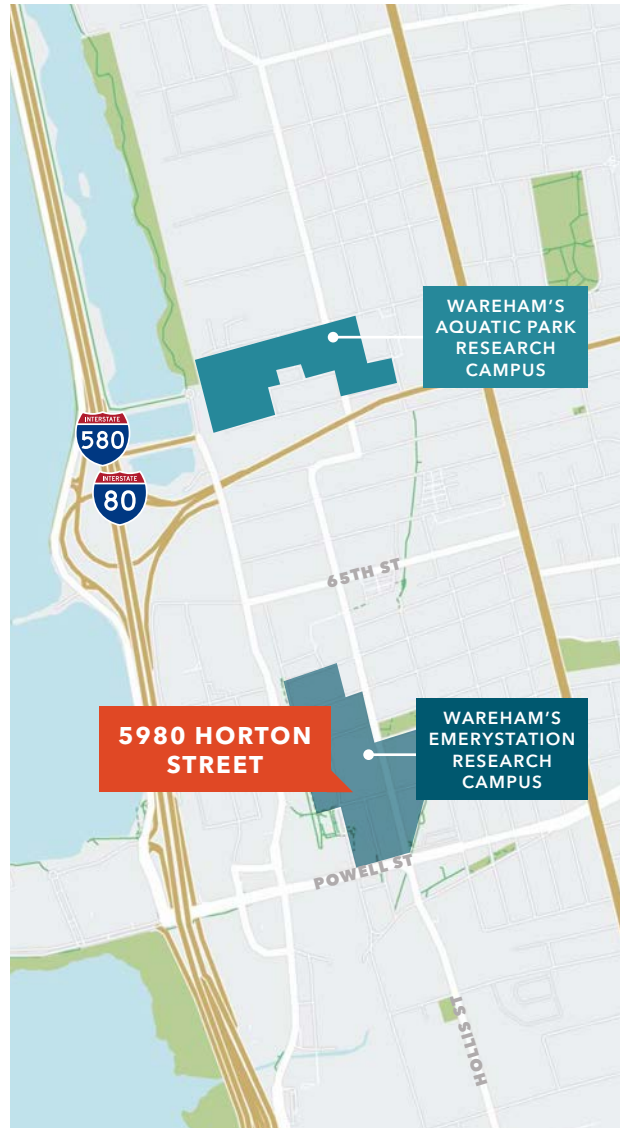 WAREHAM'S
AQUATIC PARK
RESEARCH
CAMPUS
INTERSTATE
580
INTERSTATE
80
65TH ST
5980 HORTON
STREET
WAREHAM'S
EMERYSTATION
RESEARCH
CAMPUS
POWELL ST
HOLLIS ST